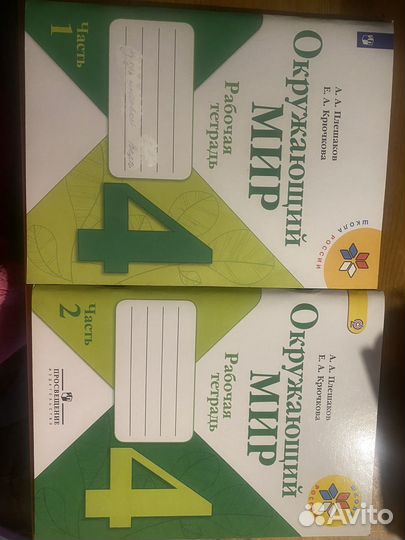 А. А. Плешаков
Е. А. Крючкова
Окружающий
МИР
Рабочая
тетрадь
4
Часть
1
ШКОЛА РОССИИ
А. А. Плешаков
Е. А. Крючкова
Окружающий
МИР
Рабочая
тетрадь
4
Часть
2
ПРОСВЕЩЕНИЕ
ИЗДАТЕЛЬСТВО
Avito